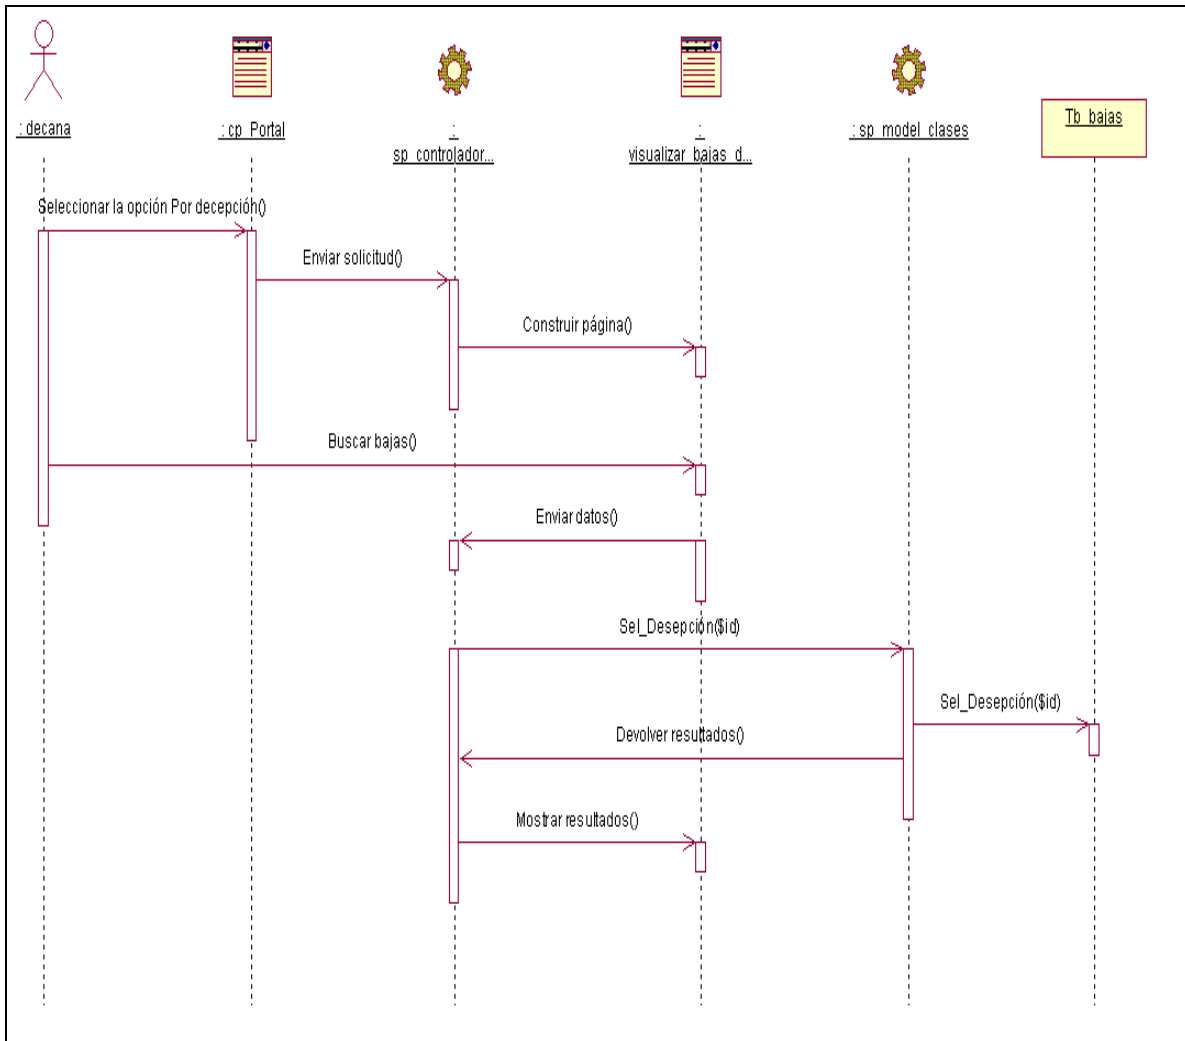 : decana
: cp_Portal
:
sp_controlador...
:
visualizar_bajas_d...
: sp_model_clases
Tb_bajas
Seleccionar la opción Por decepción()
Enviar solicitud()
Construir página()
Buscar bajas()
Enviar datos()
Sel_Desepción($id)
Sel_Desepción($id)
Devolver resultados()
Mostrar resultados()